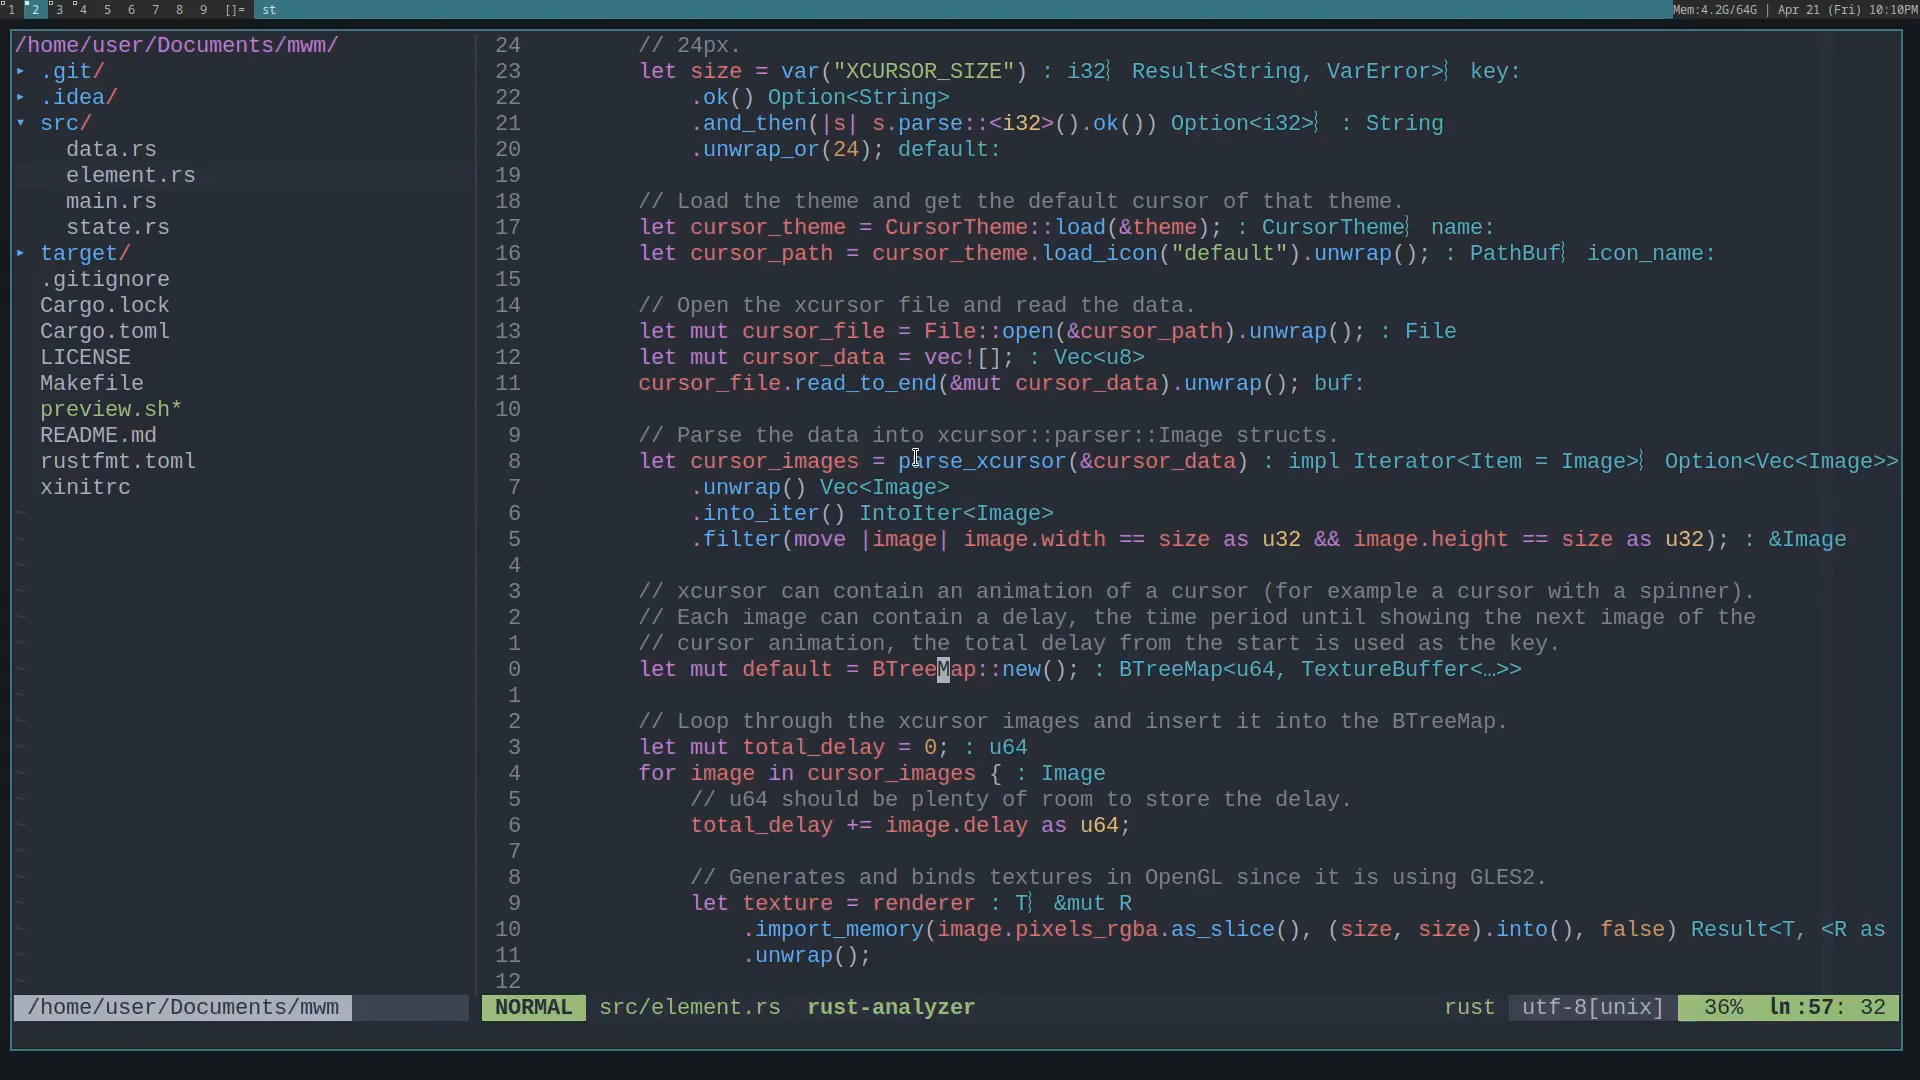 1 2 3 4 5 6 7 8 9 []= st Mem:4.2G/64G | Apr 21 (Fri) 10:10PM
/home/user/Documents/mwm/
▸ .git/
▸ .idea/
▾ src/
data.rs
element.rs
main.rs
state.rs
▸ target/
.gitignore
Cargo.lock
Cargo.toml
LICENSE
Makefile
preview.sh*
README.md
rustfmt.toml
xinitrc
/home/user/Documents/mwm
24 // 24px.
23 let size = var("XCURSOR_SIZE") : i32⦚ Result<String, VarError>⦚ key:
22 .ok() Option<String>
21 .and_then(|s| s.parse::<i32>().ok()) Option<i32>⦚ : String
20 .unwrap_or(24); default:
19
18 // Load the theme and get the default cursor of that theme.
17 let cursor_theme = CursorTheme::load(&theme); : CursorTheme⦚ name:
16 let cursor_path = cursor_theme.load_icon("default").unwrap(); : PathBuf⦚ icon_name:
15
14 // Open the xcursor file and read the data.
13 let mut cursor_file = File::open(&cursor_path).unwrap(); : File
12 let mut cursor_data = vec![]; : Vec<u8>
11 cursor_file.read_to_end(&mut cursor_data).unwrap(); buf:
10
9 // Parse the data into xcursor::parser::Image structs.
8 let cursor_images = parse_xcursor(&cursor_data) : impl Iterator<Item = Image>⦚ Option<Vec<Image>>
7 .unwrap() Vec<Image>
6 .into_iter() IntoIter<Image>
5 .filter(move |image| image.width == size as u32 && image.height == size as u32); : &Image
4
3 // xcursor can contain an animation of a cursor (for example a cursor with a spinner).
2 // Each image can contain a delay, the time period until showing the next image of the
1 // cursor animation, the total delay from the start is used as the key.
0 let mut default = BTreeMap::new(); : BTreeMap<u64, TextureBuffer<…>>
1
2 // Loop through the xcursor images and insert it into the BTreeMap.
3 let mut total_delay = 0; : u64
4 for image in cursor_images { : Image
5 // u64 should be plenty of room to store the delay.
6 total_delay += image.delay as u64;
7
8 // Generates and binds textures in OpenGL since it is using GLES2.
9 let texture = renderer : T⦚ &mut R
10 .import_memory(image.pixels_rgba.as_slice(), (size, size).into(), false) Result<T, <R as
11 .unwrap();
12
NORMAL src/element.rs rust-analyzer rust utf-8[unix] 36% ln:57: 32